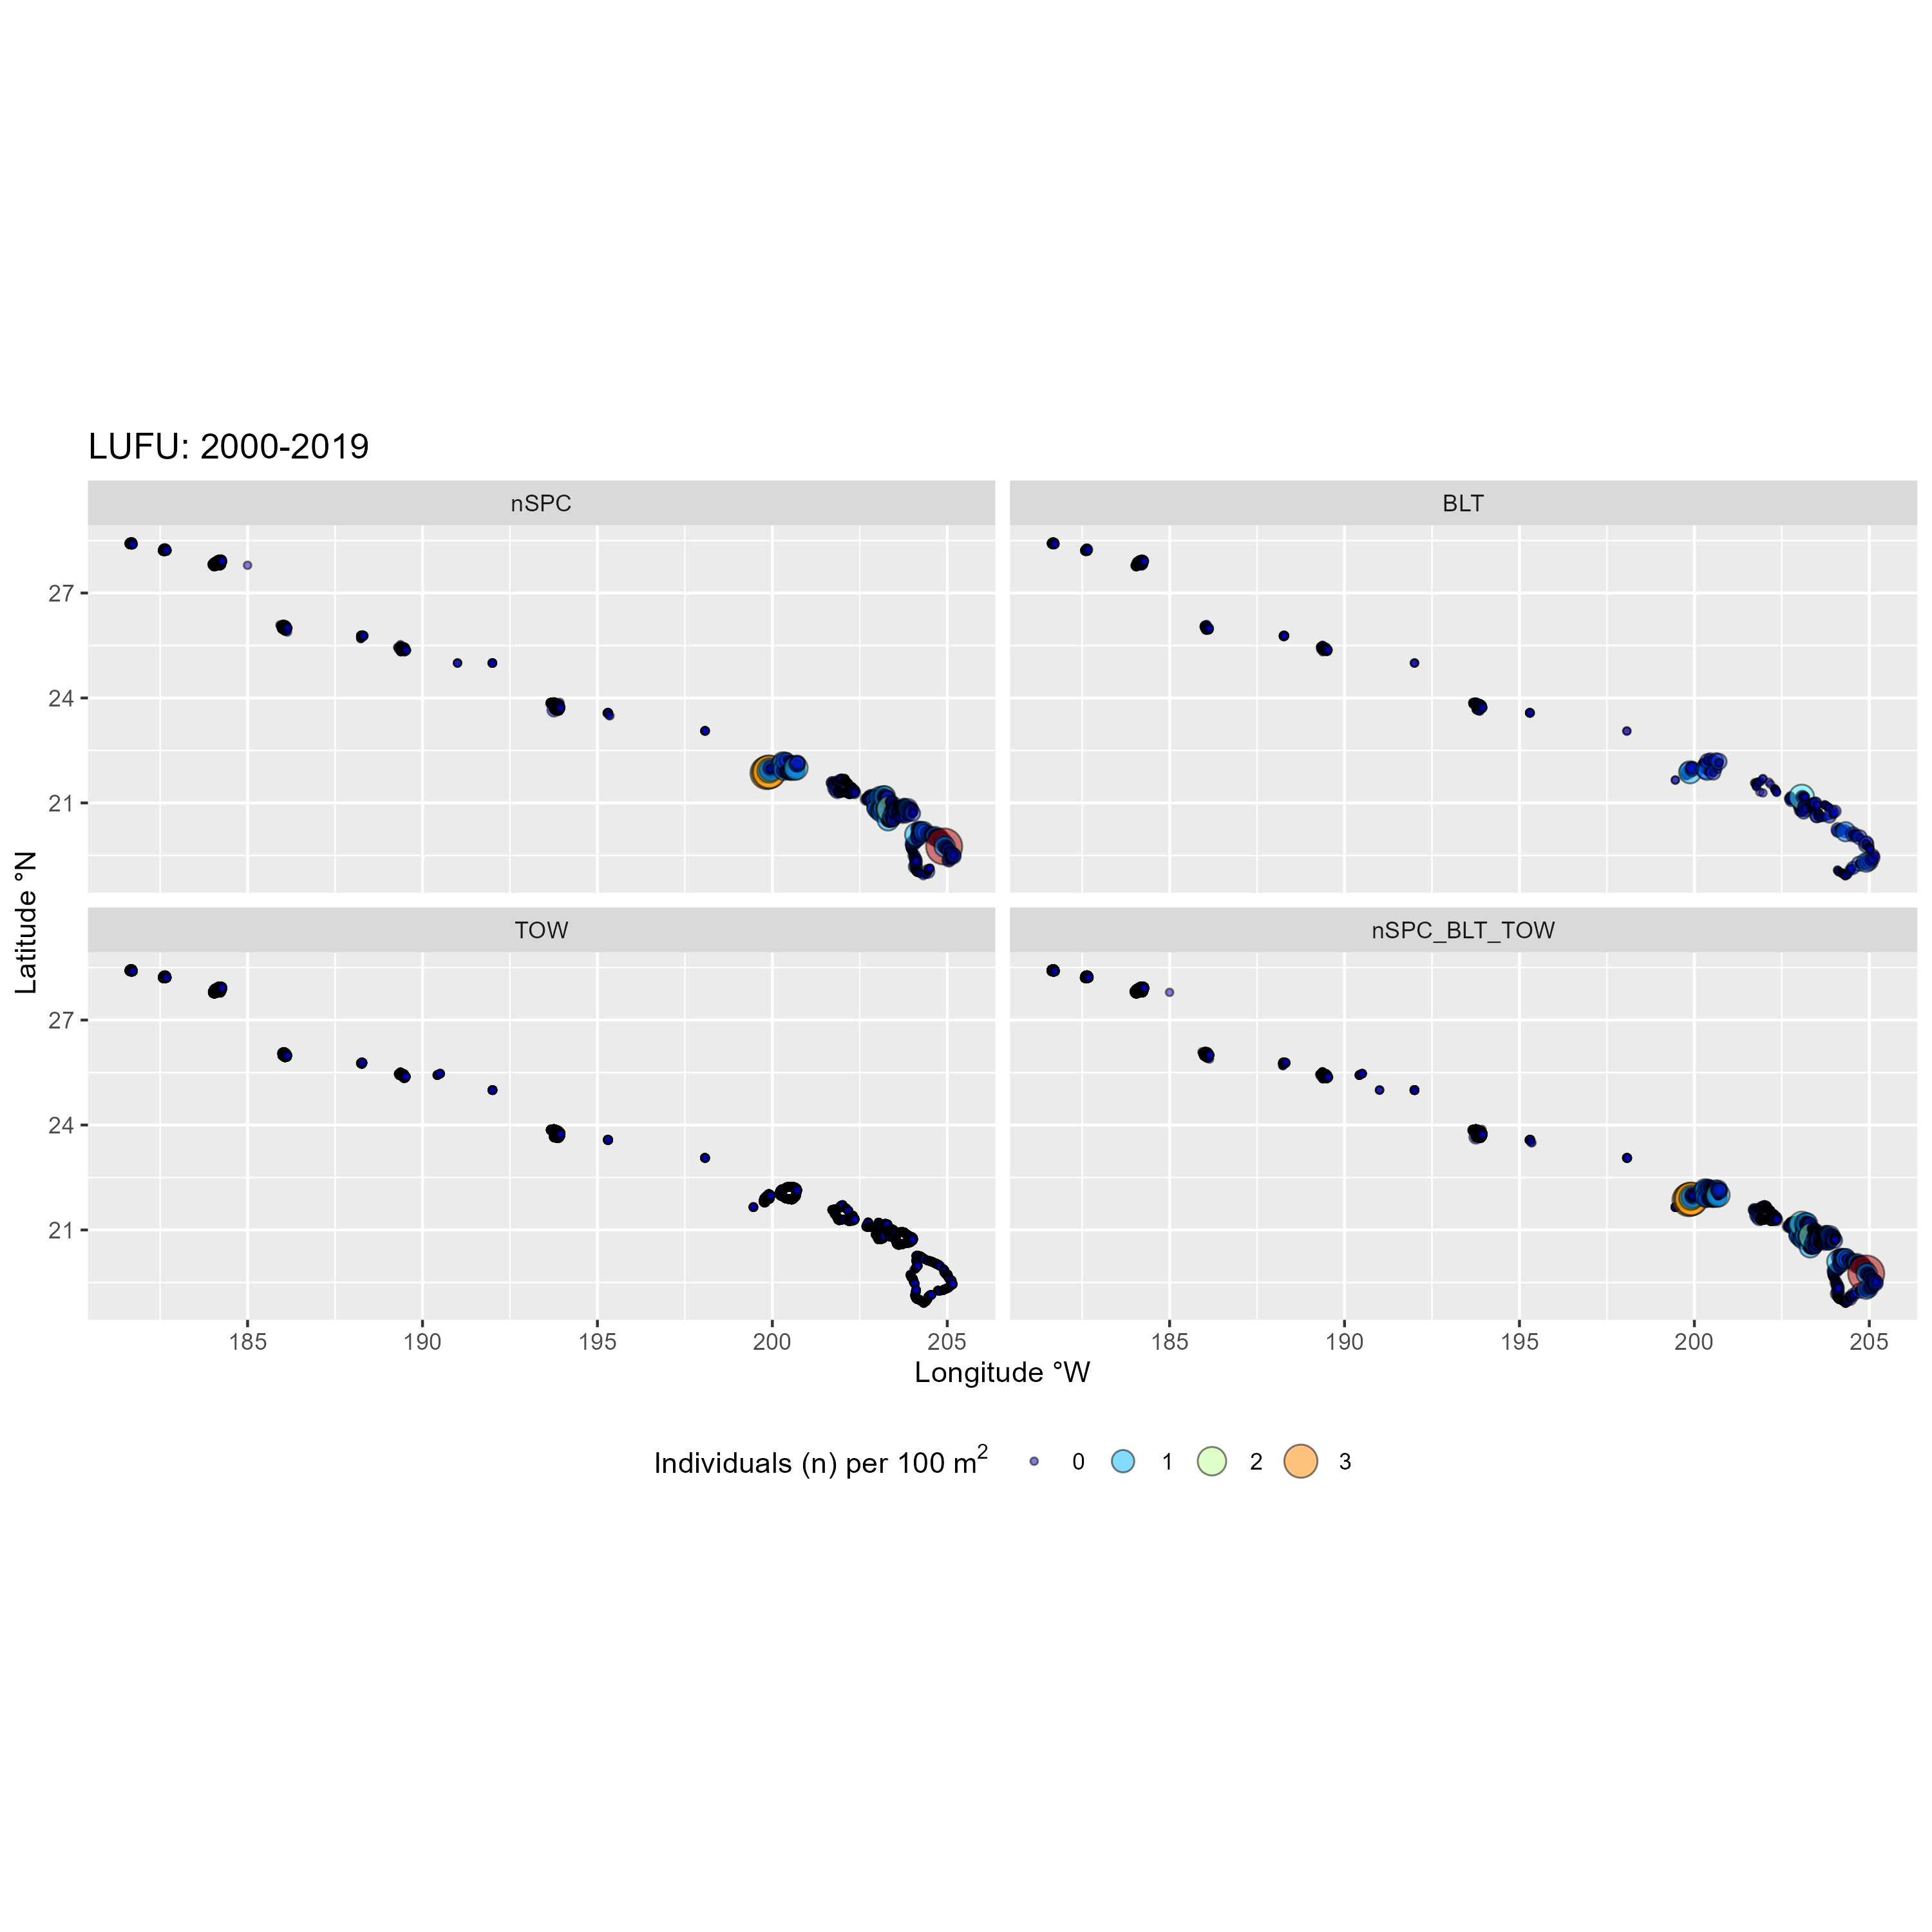 LUFU: 2000-2019
nSPC
BLT
27
24
21
TOW
nSPC_BLT_TOW
27
24
21
185
190
195
200
205
185
190
195
200
205
Latitude °N
Longitude °W
Individuals (n) per 100 m²
0
1
2
3